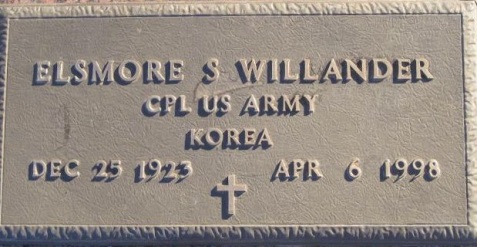 ELSMORE S WILLANDER
CPL US ARMY
KOREA
DEC 25 1923 APR 6 1998